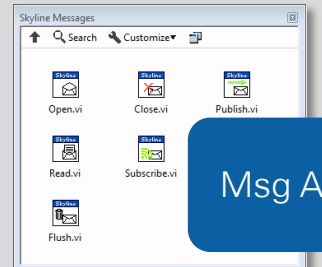 Skyline Messages
Search Customize
Skyline Skyline Skyline
Open.vi Close.vi Publish.vi
Skyline Skyline
Read.vi Subscribe.vi
Skyline
Flush.vi
Msg A